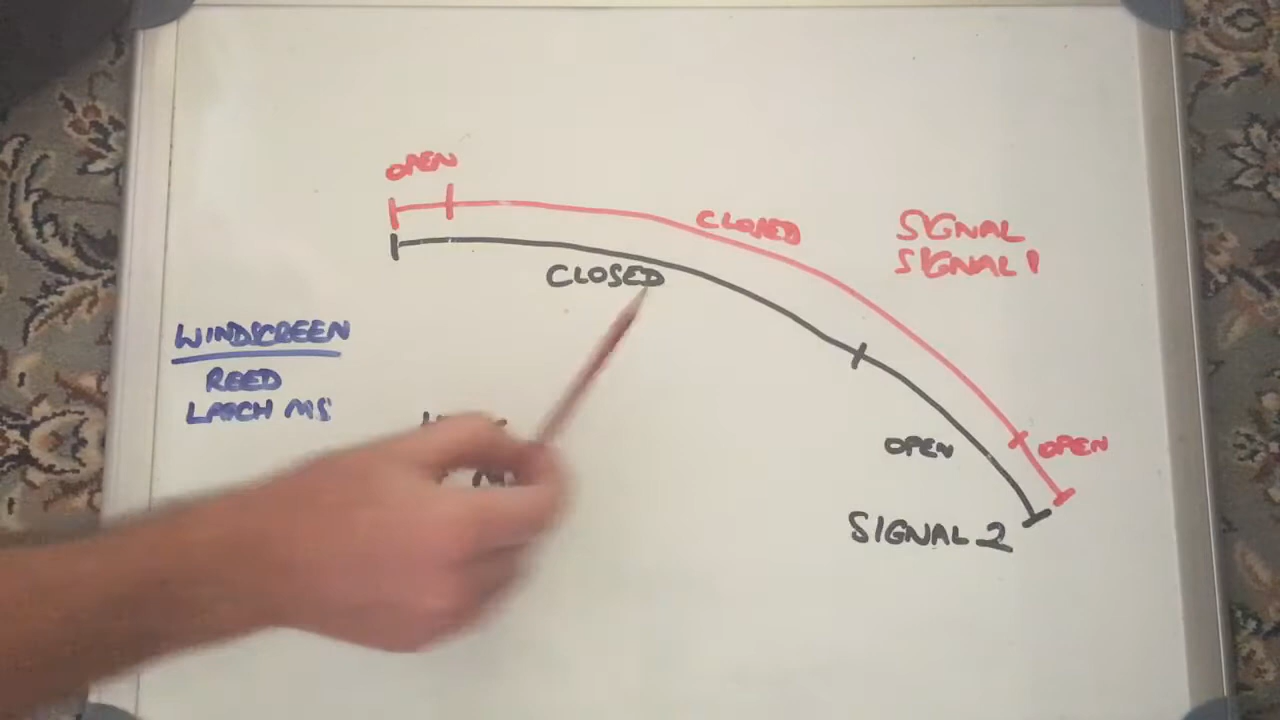 OPEN
CLOSED
SIGNAL
SIGNAL 1
CLOSED
WINDSCREEN
REED
LATCH MS
OPEN
OPEN
SIGNAL 2